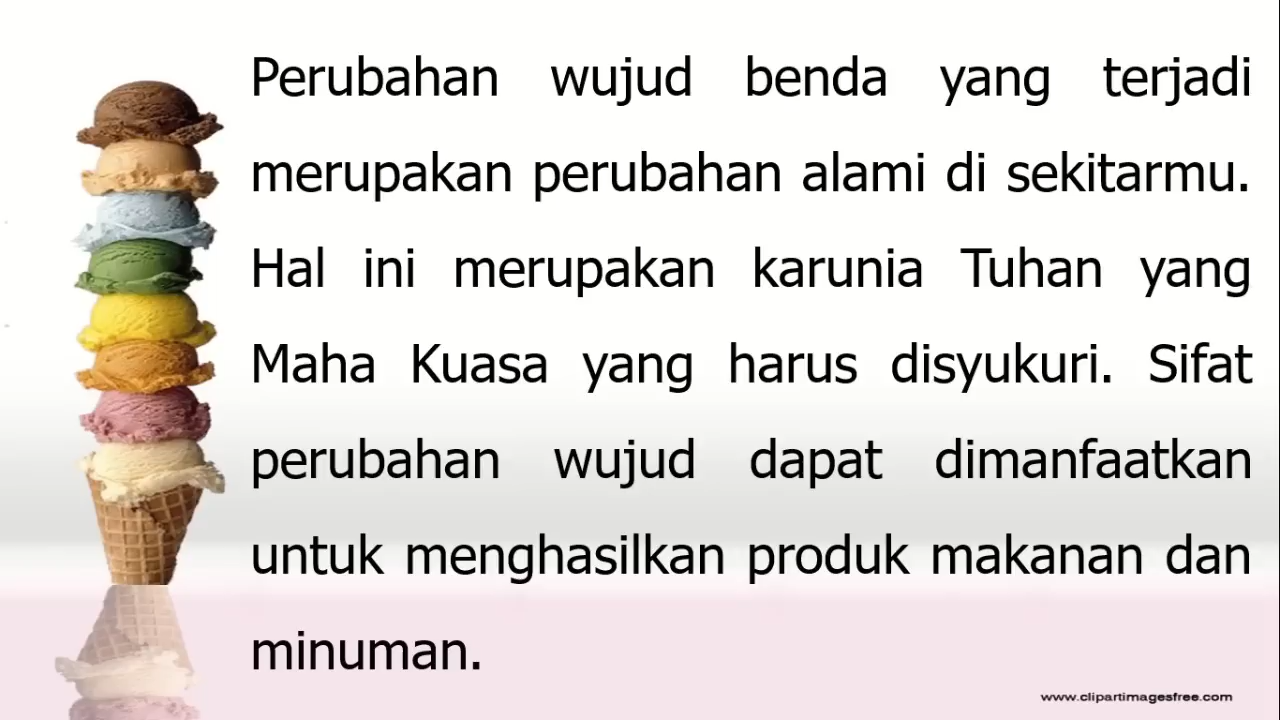 Perubahan wujud benda yang terjadi
merupakan perubahan alami di sekitarmu.
Hal ini merupakan karunia Tuhan yang
Maha Kuasa yang harus disyukuri. Sifat
perubahan wujud dapat dimanfaatkan
untuk menghasilkan produk makanan dan
minuman.
www.clipartimagesfree.com